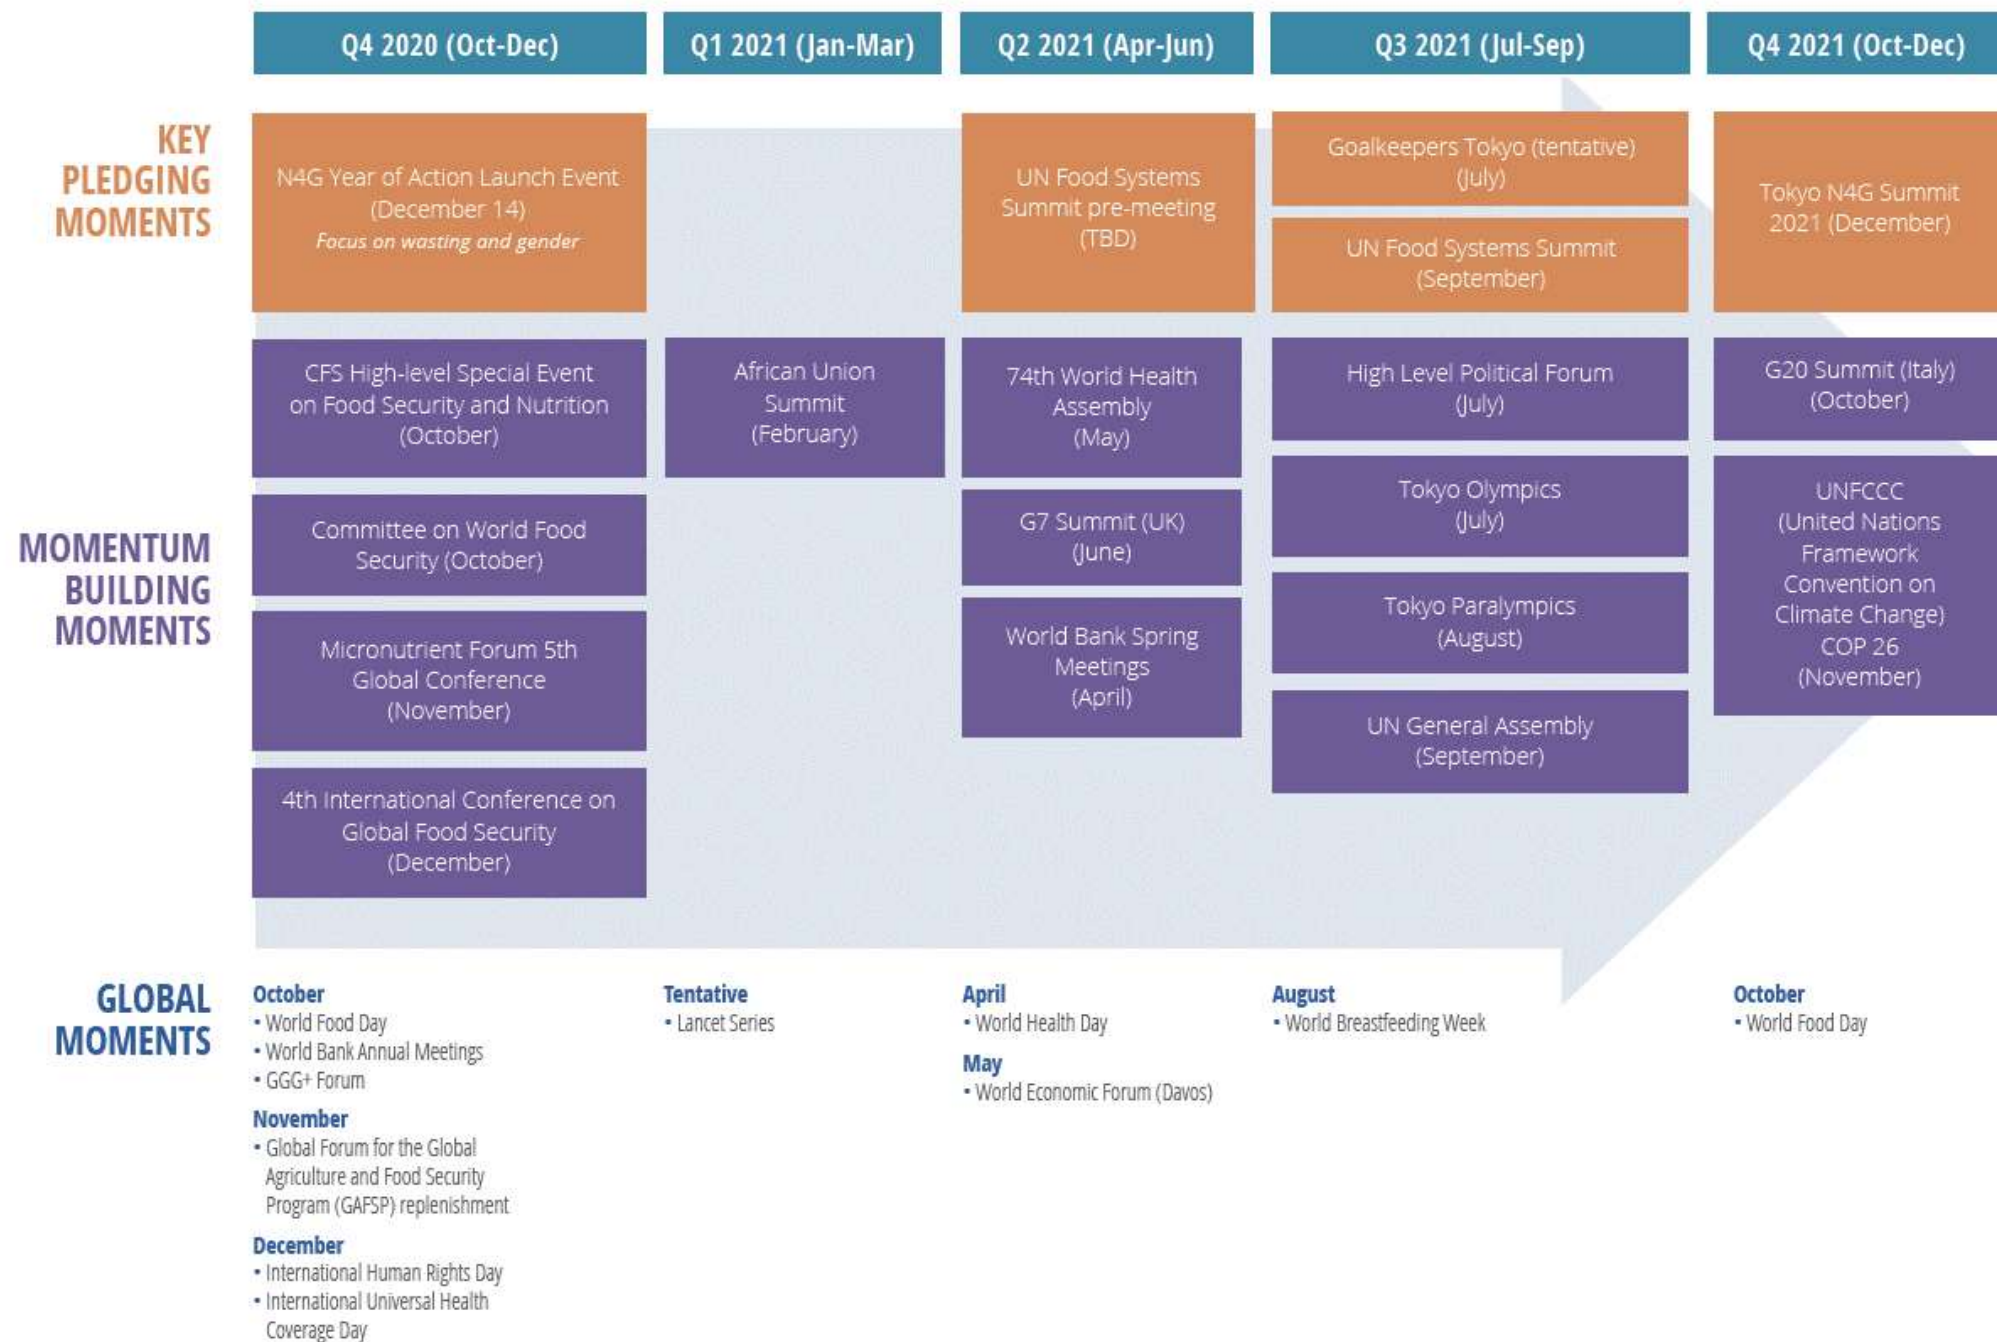 Q4 2020 (Oct-Dec)
Q1 2021 (Jan-Mar)
Q2 2021 (Apr-Jun)
Q3 2021 (Jul-Sep)
Q4 2021 (Oct-Dec)
KEY
PLEDGING
MOMENTS
N4G Year of Action Launch Event
(December 14)
Focus on wasting and gender
UN Food Systems
Summit pre-meeting
(TBD)
Goalkeepers Tokyo (tentative)
(July)
UN Food Systems Summit
(September)
Tokyo N4G Summit
2021 (December)
MOMENTUM
BUILDING
MOMENTS
CFS High-level Special Event
on Food Security and Nutrition
(October)
Committee on World Food
Security (October)
Micronutrient Forum 5th
Global Conference
(November)
4th International Conference on
Global Food Security
(December)
African Union
Summit
(February)
74th World Health
Assembly
(May)
G7 Summit (UK)
(June)
World Bank Spring
Meetings
(April)
High Level Political Forum
(July)
Tokyo Olympics
(July)
Tokyo Paralympics
(August)
UN General Assembly
(September)
G20 Summit (Italy)
(October)
UNFCCC
(United Nations
Framework
Convention on
Climate Change)
COP 26
(November)
GLOBAL
MOMENTS
October
• World Food Day
• World Bank Annual Meetings
• GGG+ Forum
November
• Global Forum for the Global
Agriculture and Food Security
Program (GAFSP) replenishment
December
• International Human Rights Day
• International Universal Health
Coverage Day
Tentative
• Lancet Series
April
• World Health Day
May
• World Economic Forum (Davos)
August
• World Breastfeeding Week
October
• World Food Day